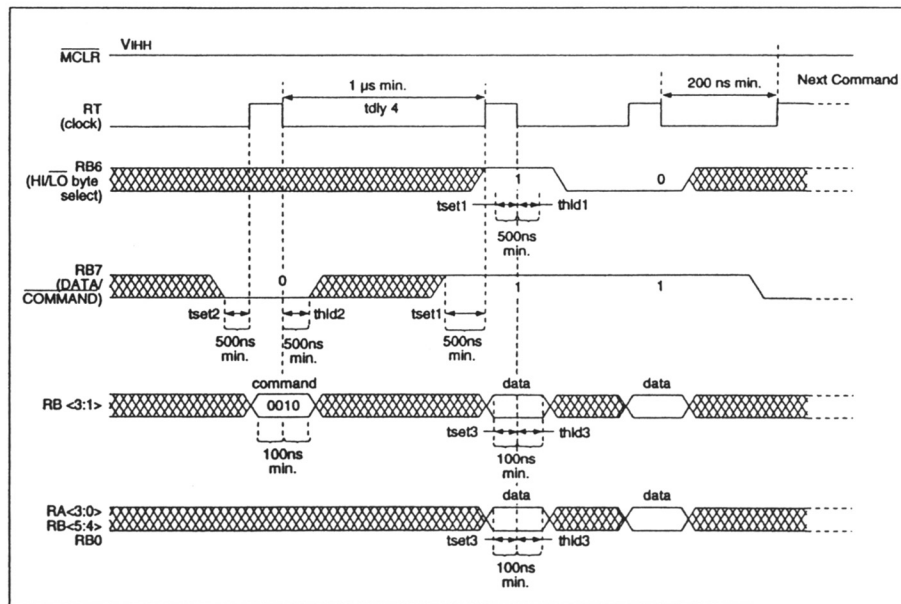 MCLR
VIHH
1 µs min.
200 ns min.
Next Command
RT
(clock)
tdly 4
RB6
(HI/LO byte
select)
1
0
tset1
thld1
500ns
min.
RB7
(DATA/
COMMAND)
0
1
1
tset2
thld2
tset1
500ns
min.
500ns
min.
500ns
min.
command
data
data
RB <3:1>
0010
tset3
thld3
100ns
min.
100ns
min.
data
data
RA<3:0>
RB<5:4>
RB0
tset3
thld3
100ns
min.